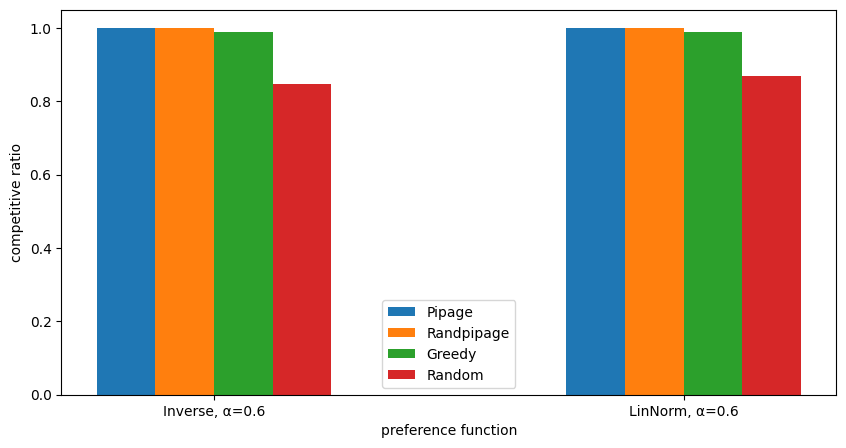 competitive ratio
1.0
0.8
0.6
0.4
0.2
0.0
Pipage
Randpipage
Greedy
Random
Inverse, α=0.6
LinNorm, α=0.6
preference function